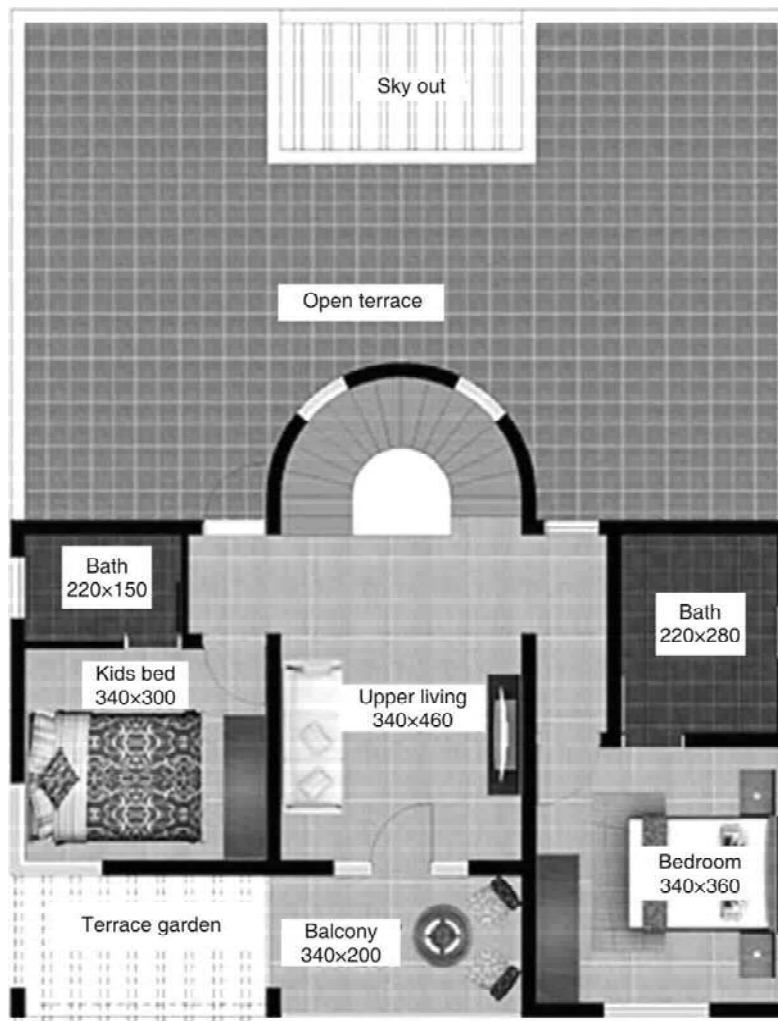 Sky out
Open terrace
Bath
220×150
Bath
220×280
Kids bed
340×300
Upper living
340×460
Bedroom
340×360
Terrace garden
Balcony
340×200